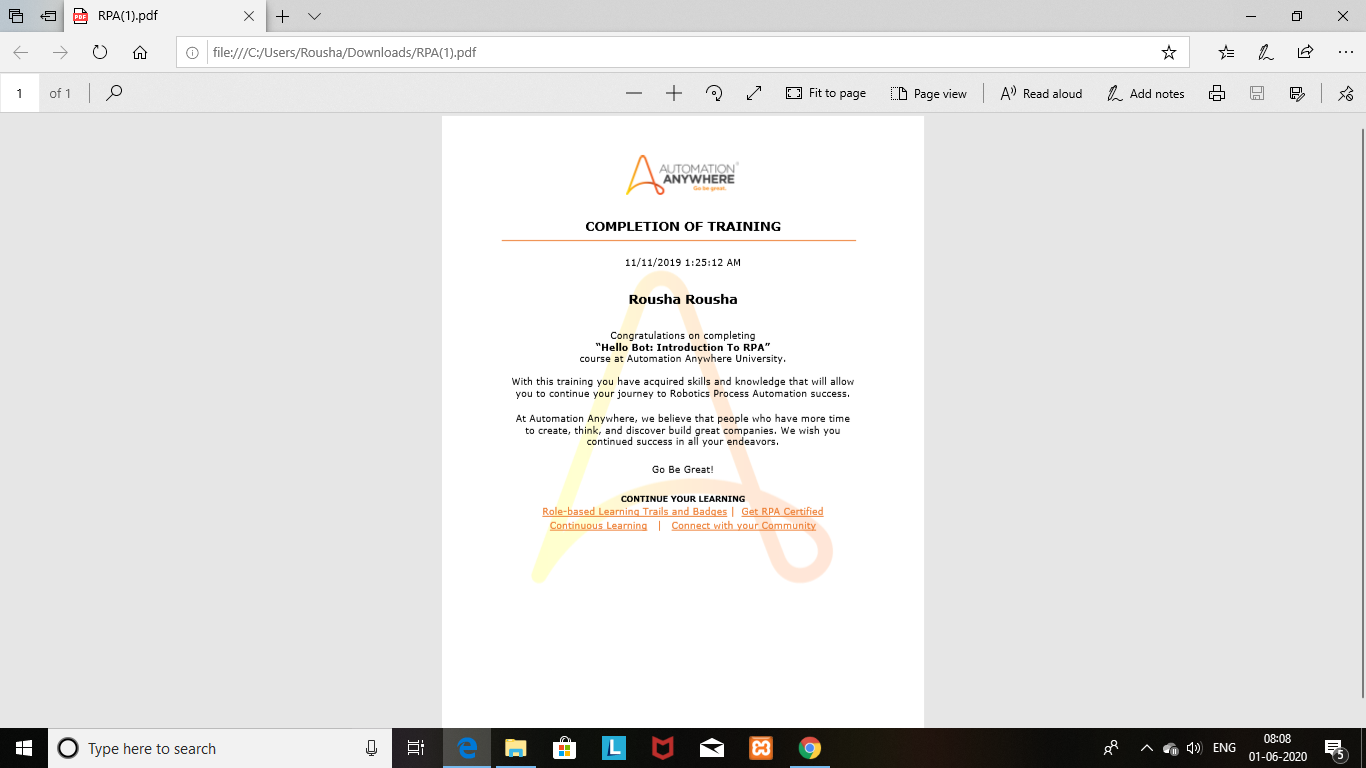 RPA(1).pdf
file:///C:/Users/Rousha/Downloads/RPA(1).pdf
1 of 1
Fit to page
Page view
Read aloud
Add notes
AUTOMATION
ANYWHERE
Go be great.
COMPLETION OF TRAINING
11/11/2019 1:25:12 AM
Rousha Rousha
Congratulations on completing
“Hello Bot: Introduction To RPA”
course at Automation Anywhere University.
With this training you have acquired skills and knowledge that will allow
you to continue your journey to Robotics Process Automation success.
At Automation Anywhere, we believe that people who have more time
to create, think, and discover build great companies. We wish you
continued success in all your endeavors.
Go Be Great!
CONTINUE YOUR LEARNING
Role-based Learning Trails and Badges | Get RPA Certified
Continuous Learning | Connect with your Community
Type here to search
L
ENG
08:08
01-06-2020
5